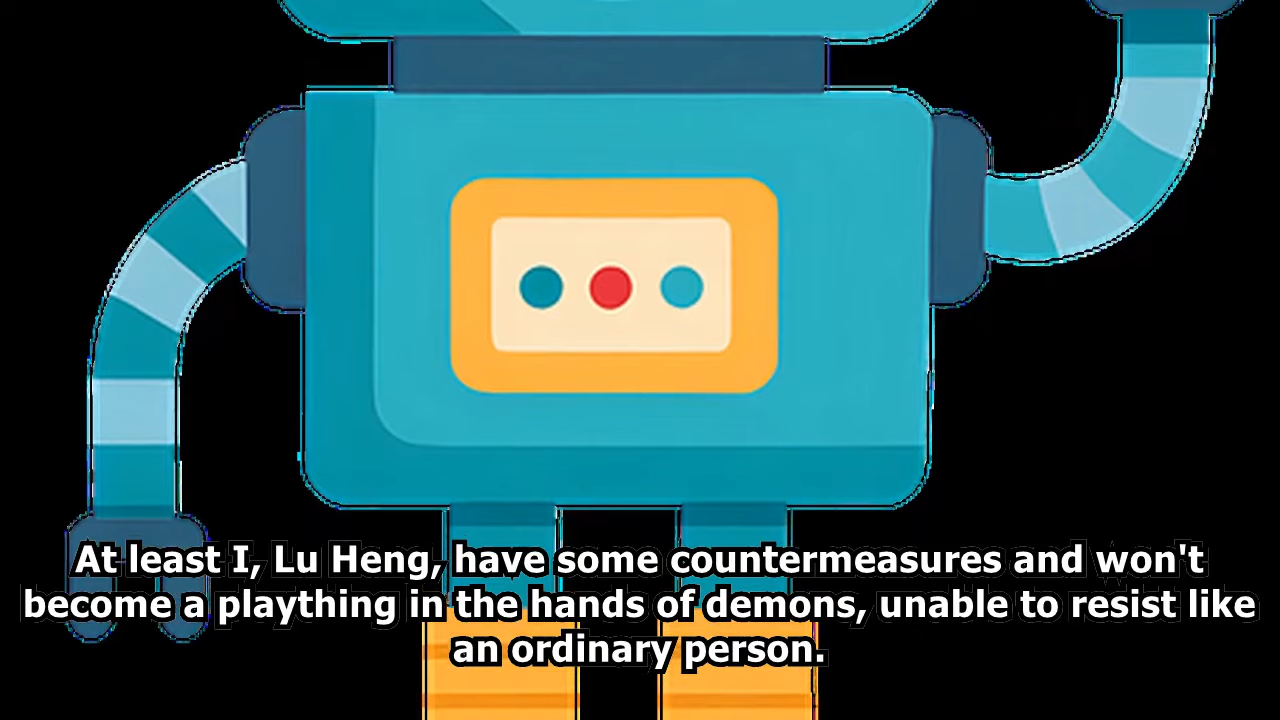 At least I, Lu Heng, have some countermeasures and won't
become a plaything in the hands of demons, unable to resist like
an ordinary person.